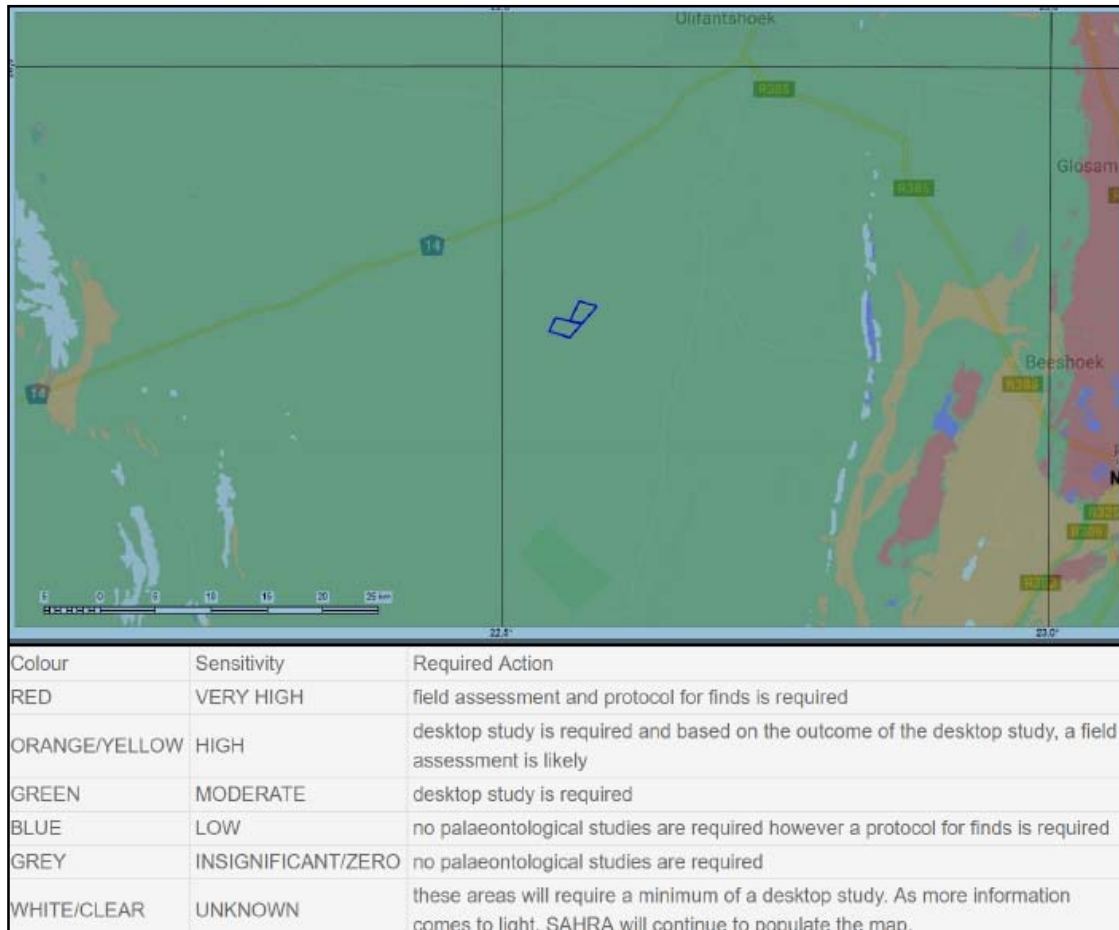 Olifantshoek
R385
Glosam
R385
14
Beeshoek
R385
14
N
R385
R309
5 0 5 10 15 20 25 km
22.5° 23.0°
Colour Sensitivity Required Action
RED VERY HIGH field assessment and protocol for finds is required
ORANGE/YELLOW HIGH desktop study is required and based on the outcome of the desktop study, a field
assessment is likely
GREEN MODERATE desktop study is required
BLUE LOW no palaeontological studies are required however a protocol for finds is required
GREY INSIGNIFICANT/ZERO no palaeontological studies are required
WHITE/CLEAR UNKNOWN these areas will require a minimum of a desktop study. As more information
comes to light, SAHRA will continue to populate the map.